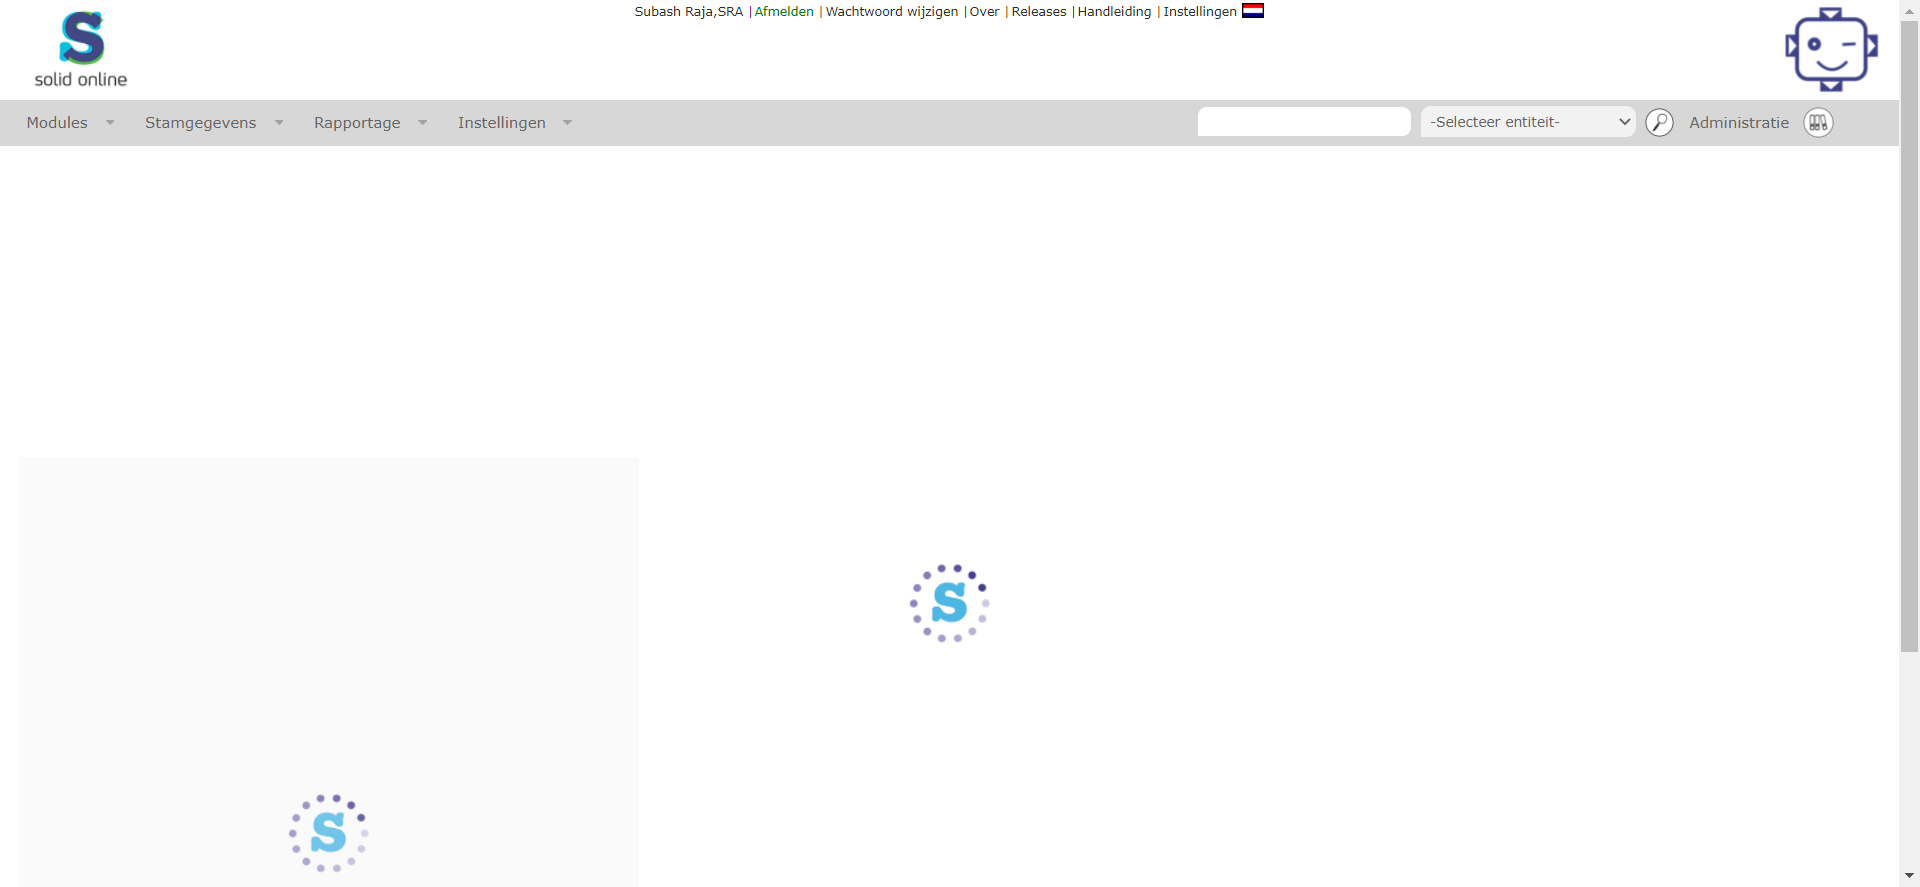 Subash Raja,SRA |Afmelden |Wachtwoord wijzigen |Over |Releases |Handleiding |Instellingen
S
solid online
Modules Stamgegevens Rapportage Instellingen -Selecteer entiteit- Administratie
S
S